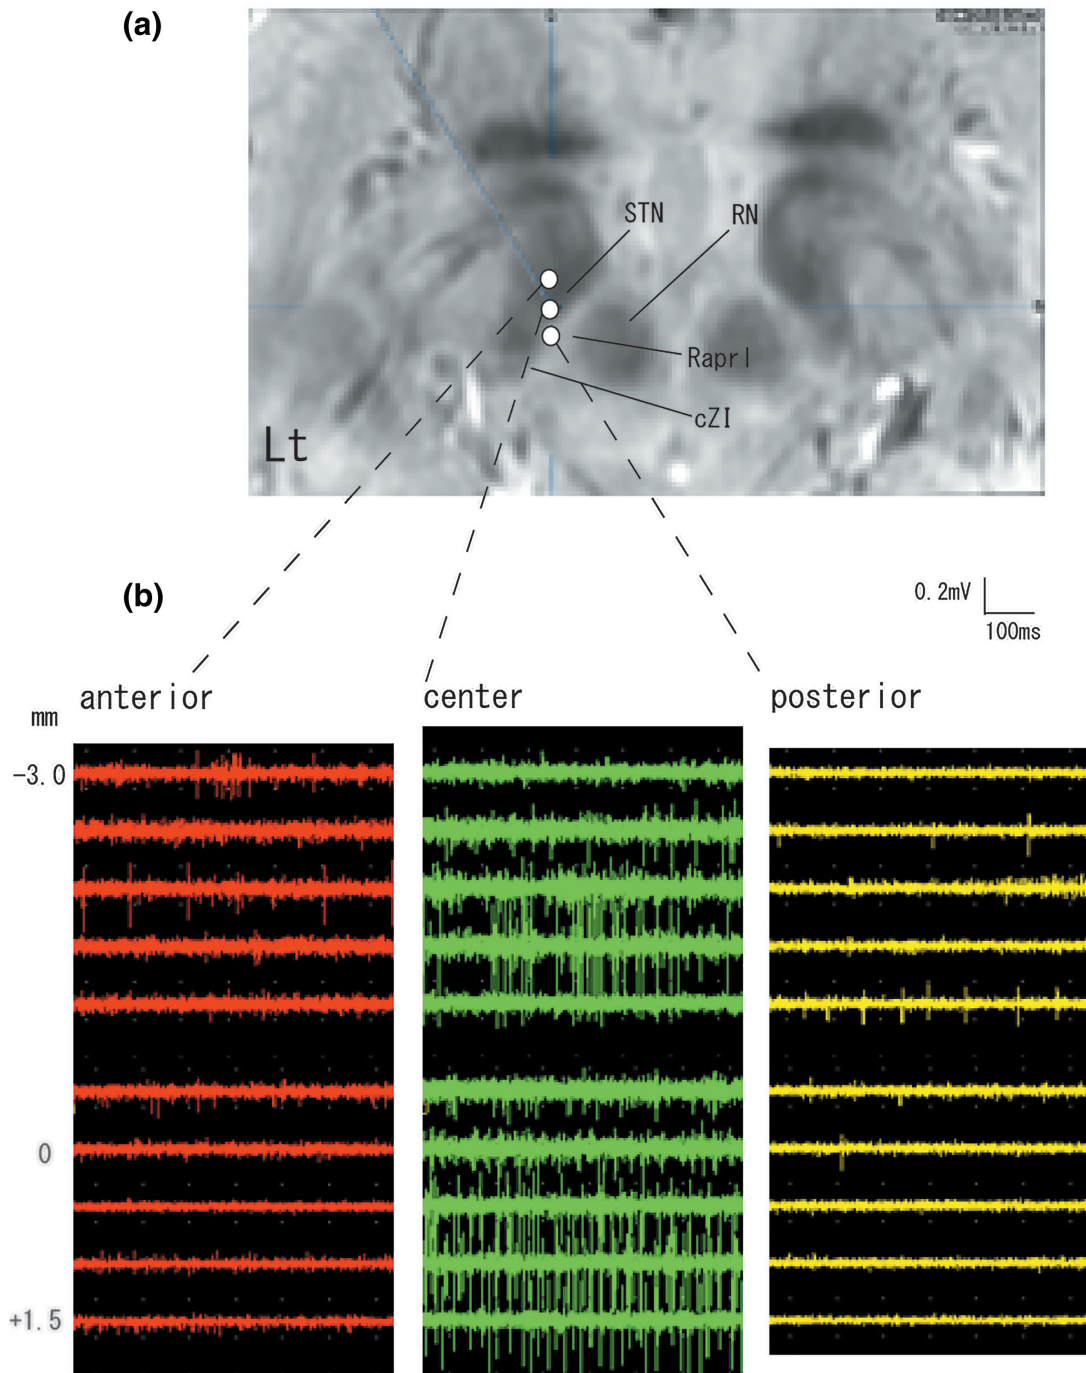 (a)
STN
RN
Raprl
cZI
Lt
(b)
0.2mV
100ms
anterior
center
posterior
mm
-3.0
0
+1.5